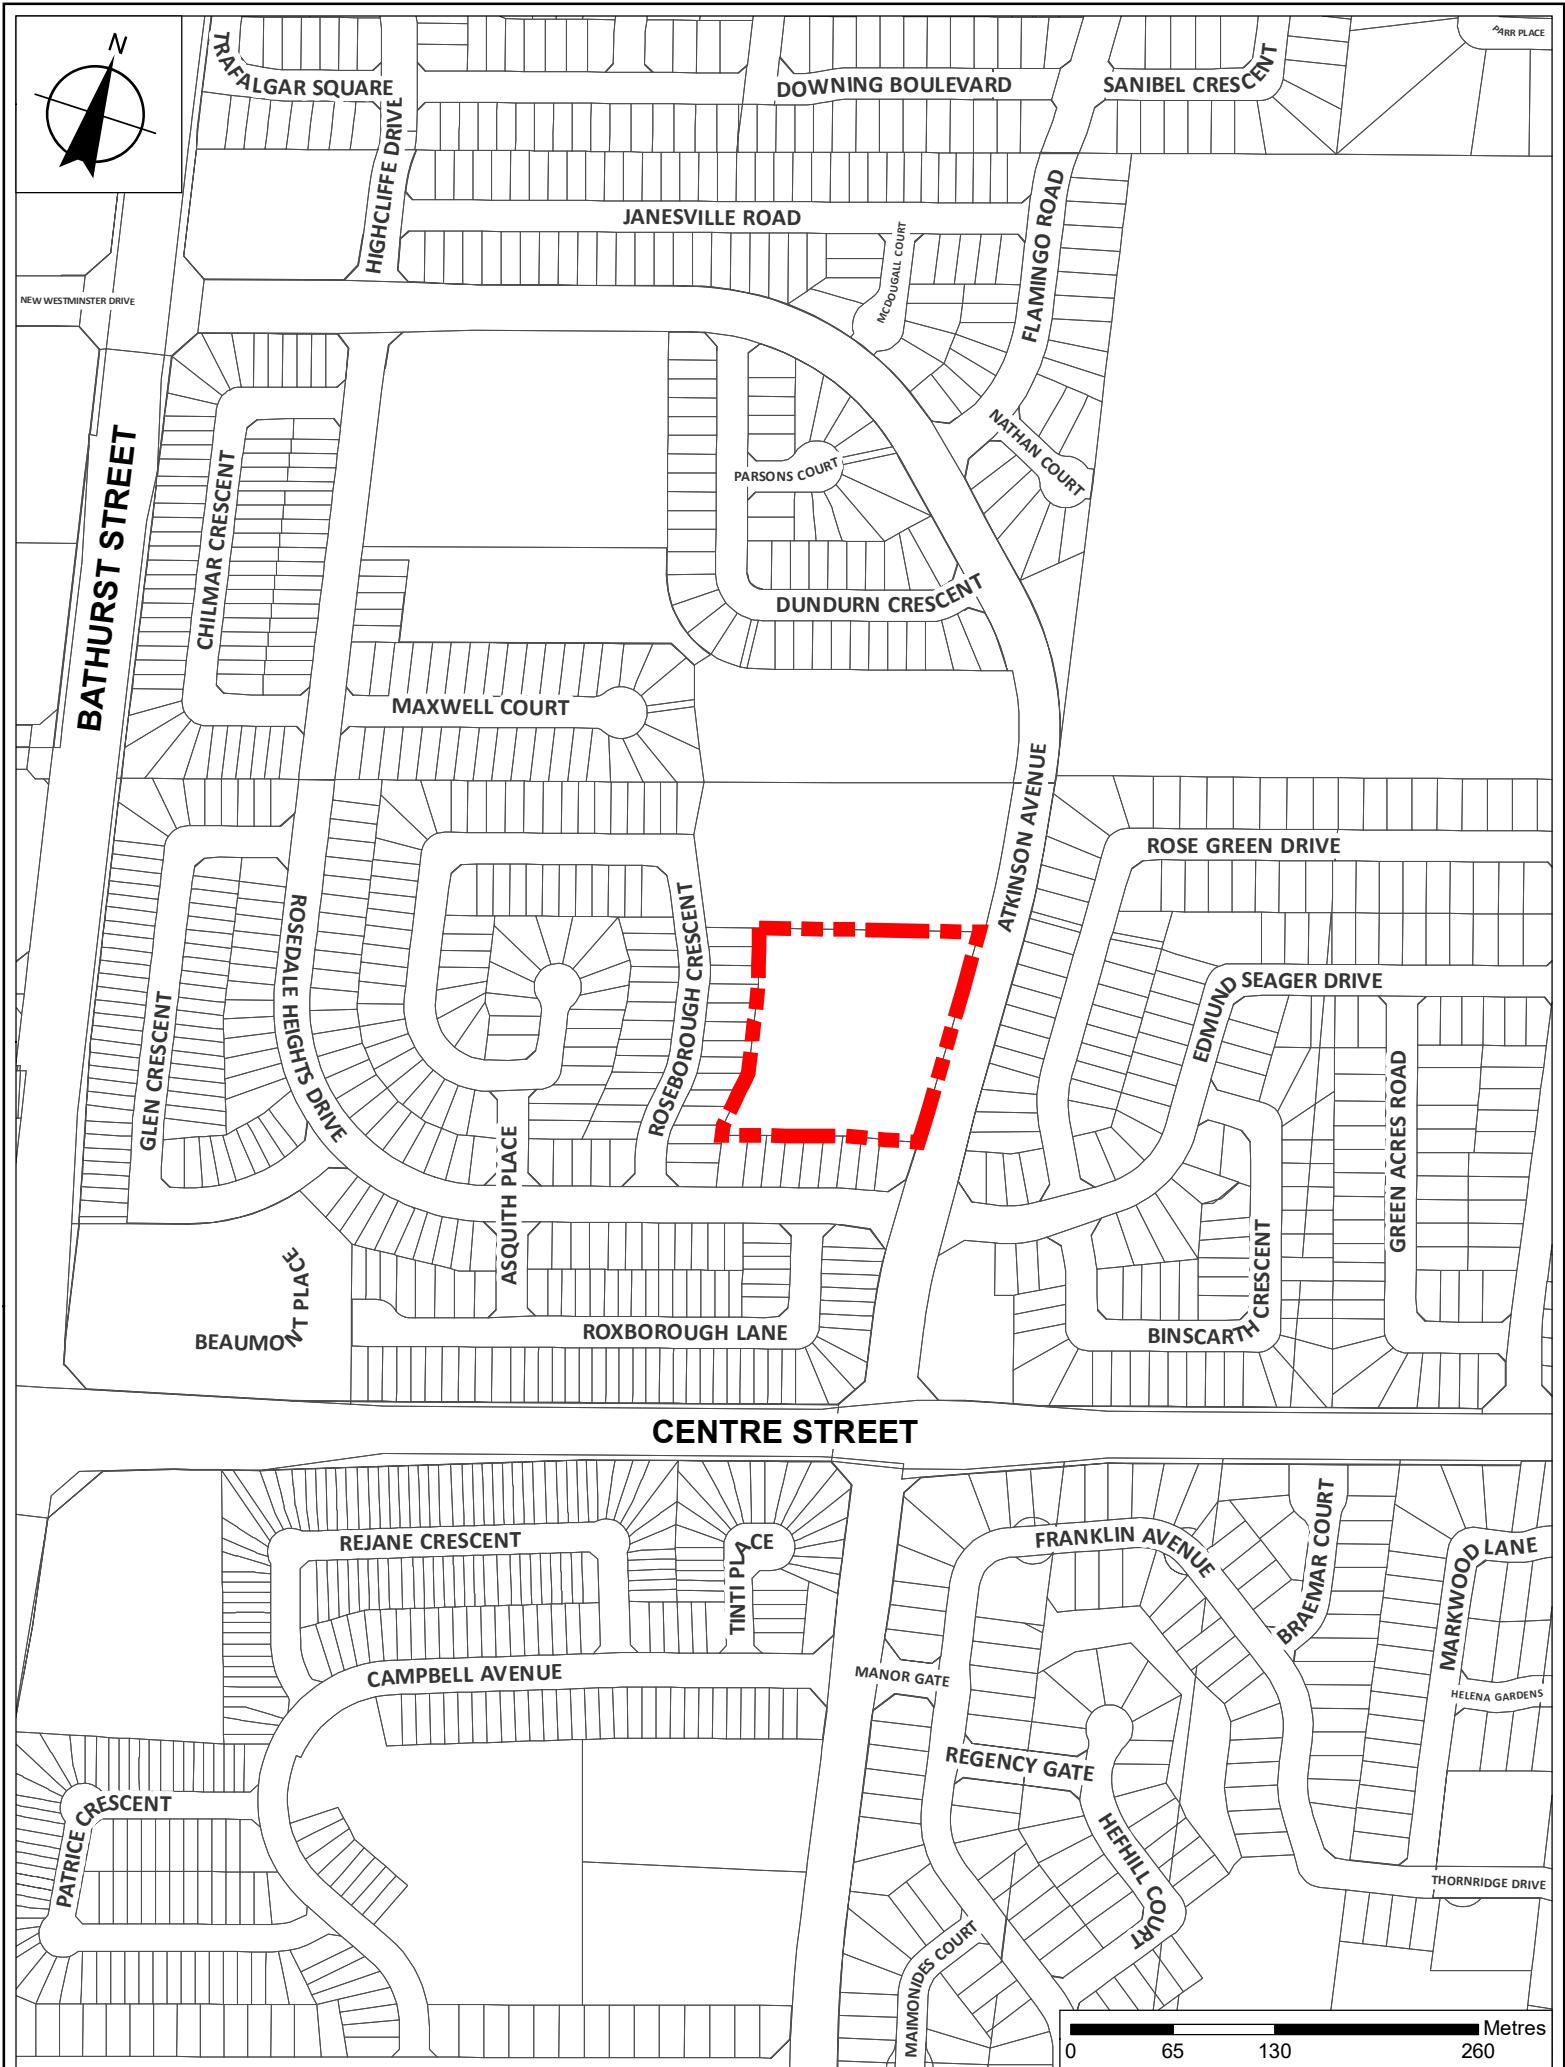 N
TRAFALGAR SQUARE
DOWNING BOULEVARD
SANIBEL CRESCENT
PARR PLACE
HIGHCLIFFE DRIVE
JANESVILLE ROAD
MCDOUGALL COURT
FLAMINGO ROAD
NEW WESTMINSTER DRIVE
NATHAN COURT
PARSONS COURT
BATHURST STREET
CHILMAR CRESCENT
DUNDURN CRESCENT
MAXWELL COURT
ATKINSON AVENUE
ROSE GREEN DRIVE
ROSEDALE HEIGHTS DRIVE
ROSEBOROUGH CRESCENT
EDMUND SEAGER DRIVE
GLEN CRESCENT
GREEN ACRES ROAD
ASQUITH PLACE
BEAUMONT PLACE
ROXBOROUGH LANE
BINSCARTH CRESCENT
CENTRE STREET
REJANE CRESCENT
TINTI PLACE
FRANKLIN AVENUE
BRAEMAR COURT
MARKWOOD LANE
CAMPBELL AVENUE
MANOR GATE
HELENA GARDENS
REGENCY GATE
PATRICE CRESCENT
HEFHILL COURT
THORNRIDGE DRIVE
MAIMONIDES COURT
Metres
0 65 130 260